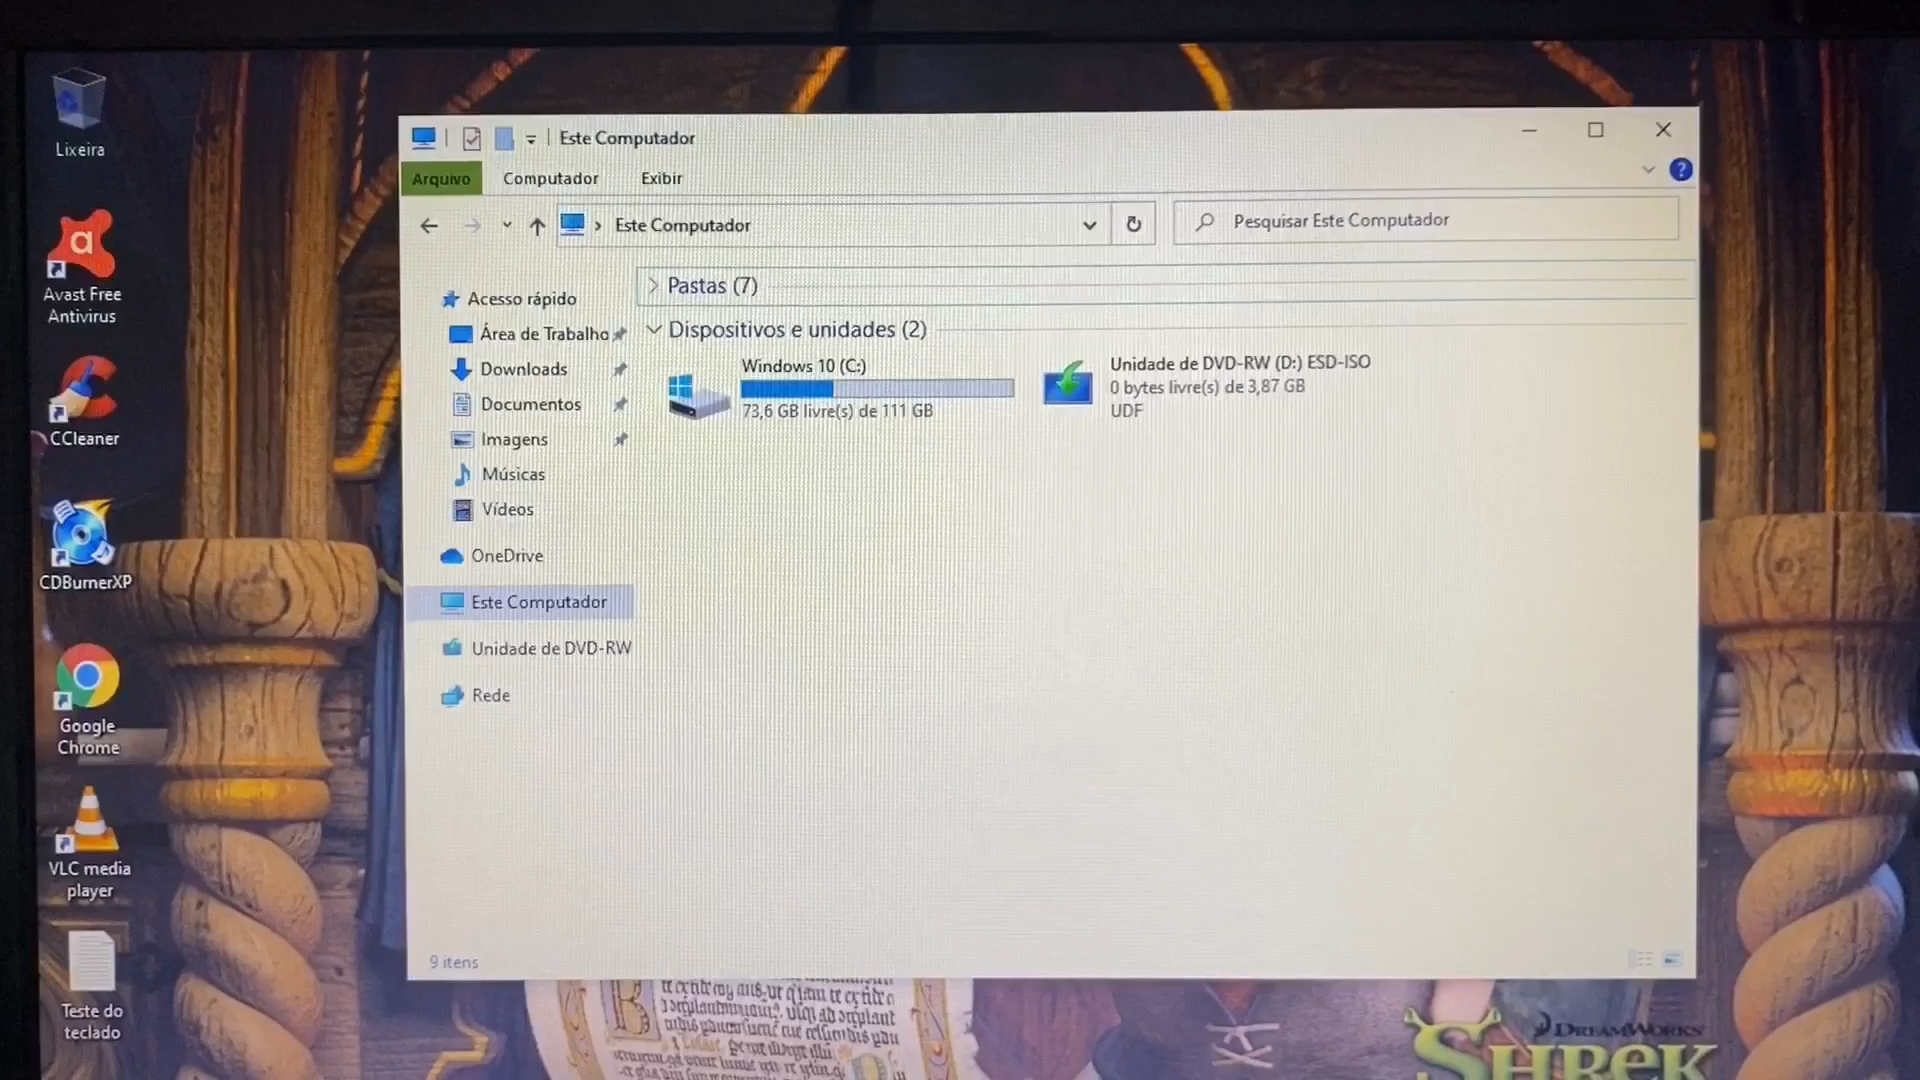 Lixeira
Avast Free
Antivirus
CCleaner
CDBurnerXP
Google
Chrome
VLC media
player
Teste do
teclado
Este Computador
Arquivo
Computador
Exibir
?
Este Computador
Pesquisar Este Computador
Acesso rápido
Área de Trabalho
Downloads
Documentos
Imagens
Músicas
Vídeos
OneDrive
Este Computador
Unidade de DVD-RW
Rede
Pastas (7)
Dispositivos e unidades (2)
Windows 10 (C:)
73,6 GB livre(s) de 111 GB
Unidade de DVD-RW (D:) ESD-ISO
0 bytes livre(s) de 3,87 GB
UDF
9 itens
DREAMWORKS
SHREK